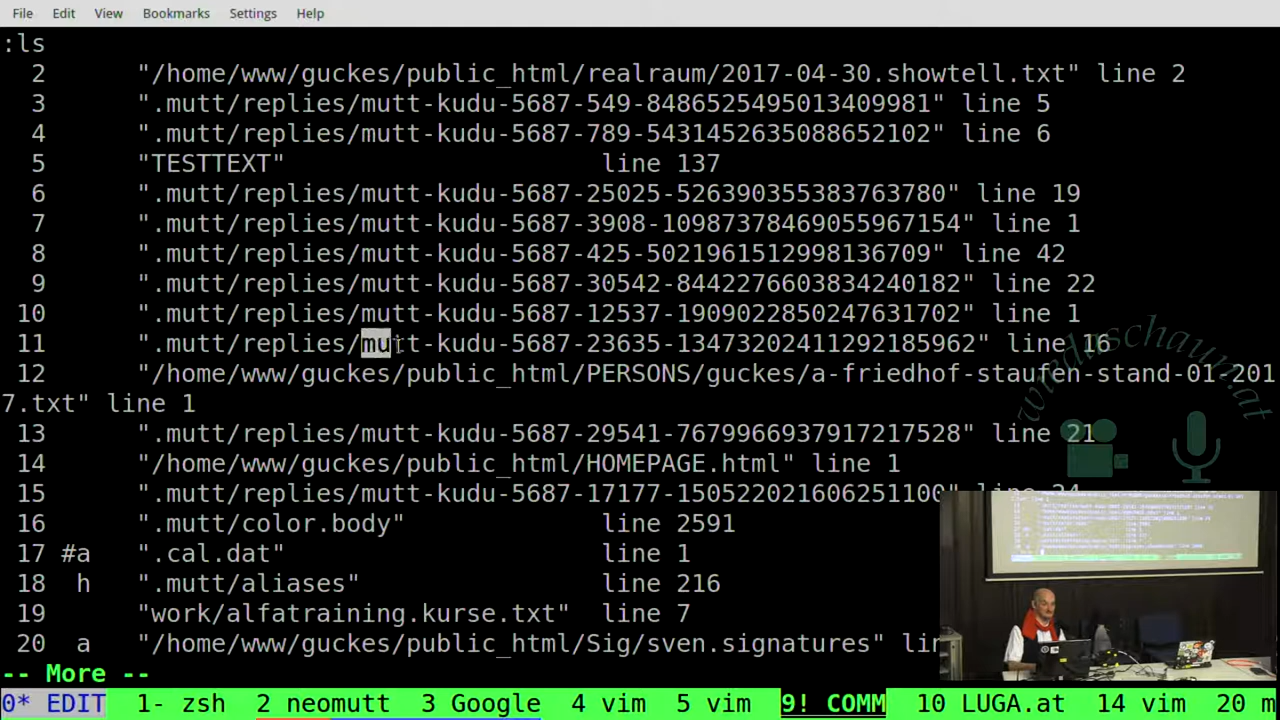 File Edit View Bookmarks Settings Help
:ls
2 "/home/www/guckes/public_html/realraum/2017-04-30.showtell.txt" line 2
3 ".mutt/replies/mutt-kudu-5687-549-8486525495013409981" line 5
4 ".mutt/replies/mutt-kudu-5687-789-5431452635088652102" line 6
5 "TESTTEXT" line 137
6 ".mutt/replies/mutt-kudu-5687-25025-526390355383763780" line 19
7 ".mutt/replies/mutt-kudu-5687-3908-10987378469055967154" line 1
8 ".mutt/replies/mutt-kudu-5687-425-5021961512998136709" line 42
9 ".mutt/replies/mutt-kudu-5687-30542-8442276603834240182" line 22
10 ".mutt/replies/mutt-kudu-5687-12537-1909022850247631702" line 1
11 ".mutt/replies/mutt-kudu-5687-23635-13473202411292185962" line 16
12 "/home/www/guckes/public_html/PERSONS/guckes/a-friedhof-staufen-stand-01-201
7.txt" line 1
13 ".mutt/replies/mutt-kudu-5687-29541-7679966937917217528" line 21
14 "/home/www/guckes/public_html/HOMEPAGE.html" line 1
15 ".mutt/replies/mutt-kudu-5687-17177-150522021606251100" line 24
16 ".mutt/color.body" line 2591
17 #a ".cal.dat" line 1
18 h ".mutt/aliases" line 216
19 "work/alfatraining.kurse.txt" line 7
20 a "/home/www/guckes/public_html/Sig/sven.signatures"
-- More --
0* EDIT 1- zsh 2 neomutt 3 Google 4 vim 5 vim 9! COMM 10 LUGA.at 14 vim 20 m
wieduschaum.at